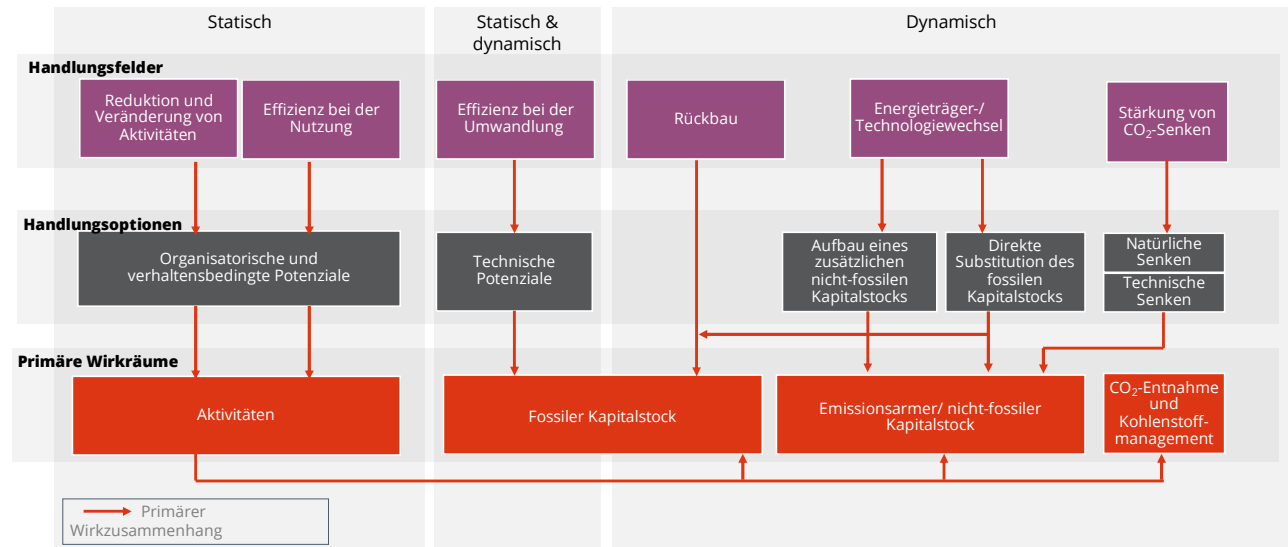 Statisch
Statisch &
dynamisch
Dynamisch
Handlungsfelder
Reduktion und
Veränderung von
Aktivitäten
Effizienz bei der
Nutzung
Effizienz bei der
Umwandlung
Rückbau
Energieträger-/
Technologiewechsel
Stärkung von
CO₂-Senken
Handlungsoptionen
Organisatorische und
verhaltensbedingte Potenziale
Technische
Potenziale
Aufbau eines
zusätzlichen
nicht-fossilen
Kapitalstocks
Direkte
Substitution des
fossilen
Kapitalstocks
Natürliche
Senken
Technische
Senken
Primäre Wirkräume
Aktivitäten
Fossiler Kapitalstock
Emissionsarmer/ nicht-fossiler
Kapitalstock
CO₂-Entnahme
und
Kohlenstoff-
management
Primärer
Wirkzusammenhang